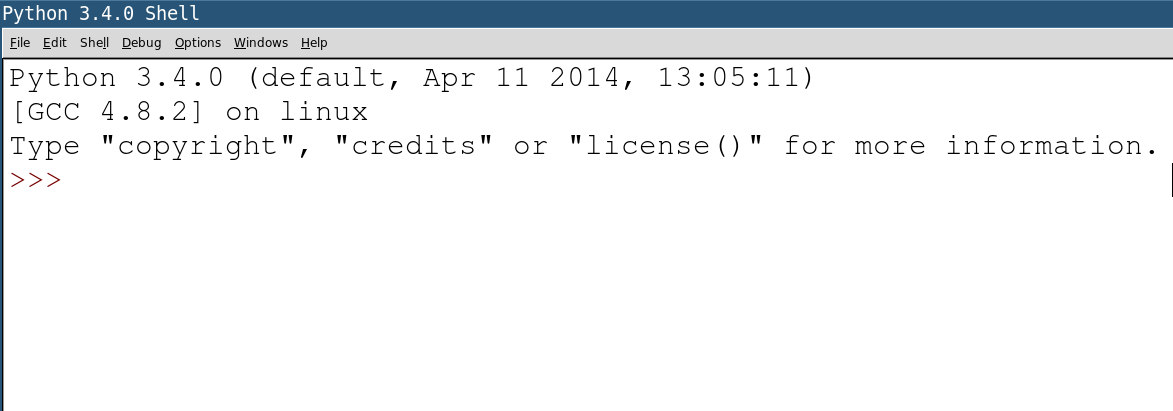 Python 3.4.0 Shell
File Edit Shell Debug Options Windows Help
Python 3.4.0 (default, Apr 11 2014, 13:05:11)
[GCC 4.8.2] on linux
Type "copyright", "credits" or "license()" for more information.
>>>